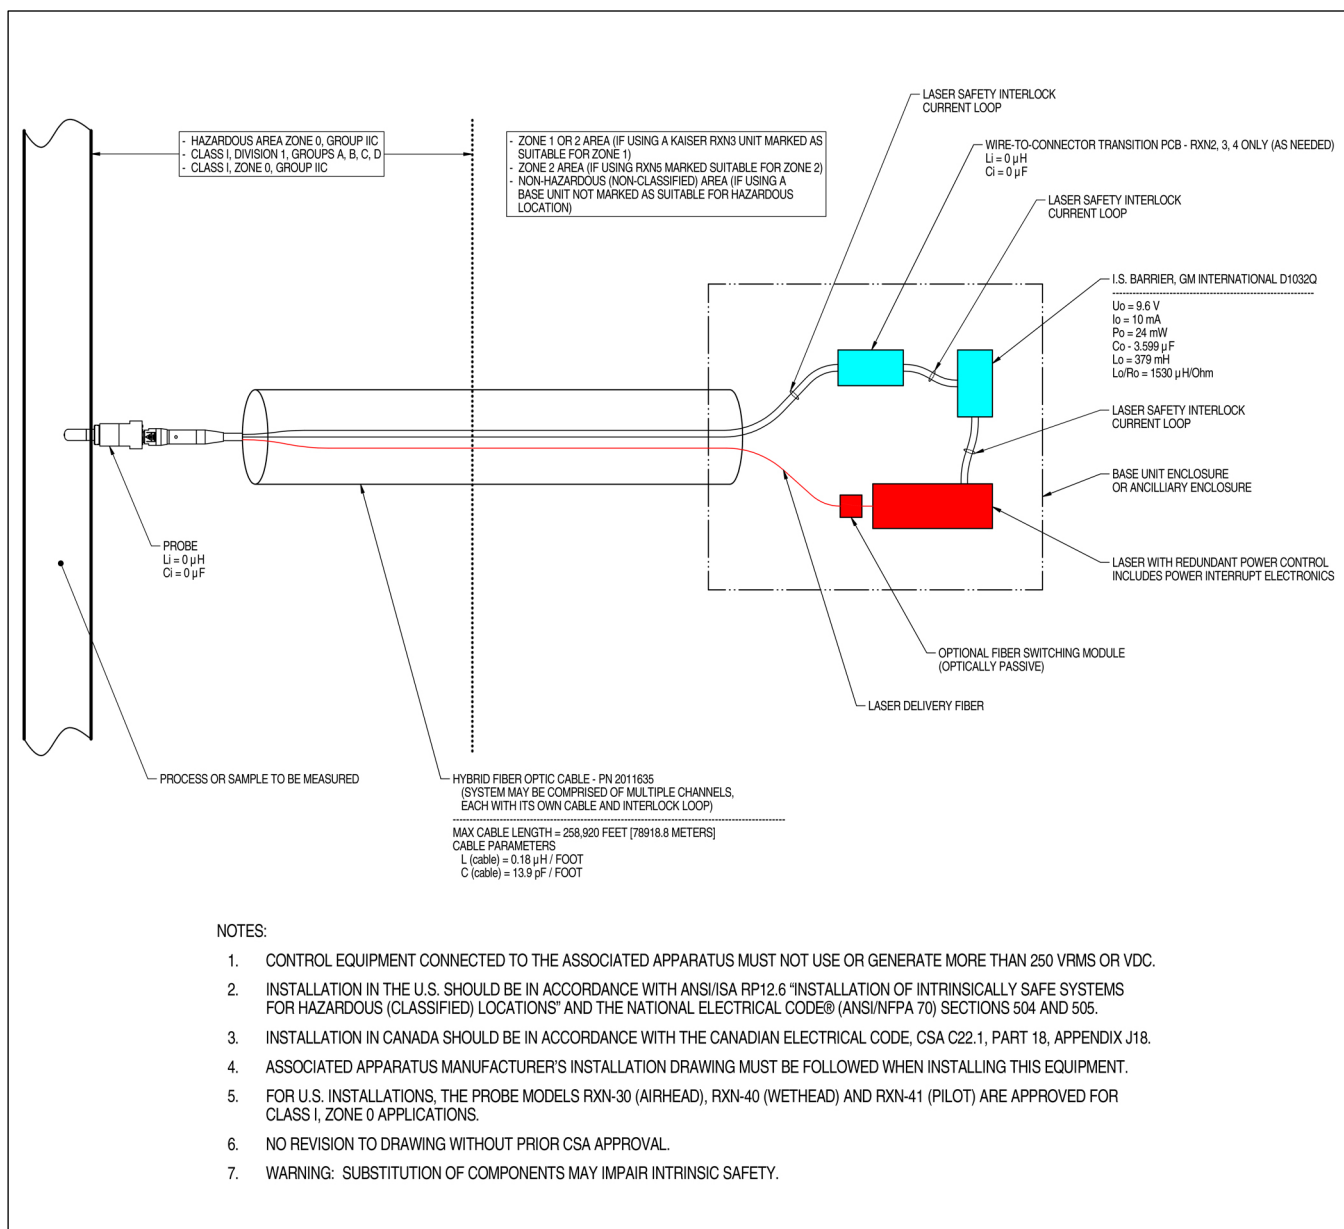 - HAZARDOUS AREA ZONE 0, GROUP IIC
- CLASS I, DIVISION 1, GROUPS A, B, C, D
- CLASS I, ZONE 0, GROUP IIC
- ZONE 1 OR 2 AREA (IF USING A KAISER RXN3 UNIT MARKED AS
SUITABLE FOR ZONE 1)
- ZONE 2 AREA (IF USING RXN5 MARKED SUITABLE FOR ZONE 2)
- NON-HAZARDOUS (NON-CLASSIFIED) AREA (IF USING A
BASE UNIT NOT MARKED AS SUITABLE FOR HAZARDOUS
LOCATION)
LASER SAFETY INTERLOCK
CURRENT LOOP
WIRE-TO-CONNECTOR TRANSITION PCB - RXN2, 3, 4 ONLY (AS NEEDED)
Li = 0 µH
Ci = 0 µF
LASER SAFETY INTERLOCK
CURRENT LOOP
I.S. BARRIER, GM INTERNATIONAL D1032Q
Uo = 9.6 V
Io = 10 mA
Po = 24 mW
Co - 3.599 µF
Lo = 379 mH
Lo/Ro = 1530 µH/Ohm
LASER SAFETY INTERLOCK
CURRENT LOOP
BASE UNIT ENCLOSURE
OR ANCILLIARY ENCLOSURE
LASER WITH REDUNDANT POWER CONTROL
INCLUDES POWER INTERRUPT ELECTRONICS
PROBE
Li = 0 µH
Ci = 0 µF
OPTIONAL FIBER SWITCHING MODULE
(OPTICALLY PASSIVE)
LASER DELIVERY FIBER
PROCESS OR SAMPLE TO BE MEASURED
HYBRID FIBER OPTIC CABLE - PN 2011635
(SYSTEM MAY BE COMPRISED OF MULTIPLE CHANNELS,
EACH WITH ITS OWN CABLE AND INTERLOCK LOOP)
MAX CABLE LENGTH = 258,920 FEET [78918.8 METERS]
CABLE PARAMETERS
L (cable) = 0.18 µH / FOOT
C (cable) = 13.9 pF / FOOT
NOTES:
1. CONTROL EQUIPMENT CONNECTED TO THE ASSOCIATED APPARATUS MUST NOT USE OR GENERATE MORE THAN 250 VRMS OR VDC.
2. INSTALLATION IN THE U.S. SHOULD BE IN ACCORDANCE WITH ANSI/ISA RP12.6 “INSTALLATION OF INTRINSICALLY SAFE SYSTEMS
FOR HAZARDOUS (CLASSIFIED) LOCATIONS” AND THE NATIONAL ELECTRICAL CODE® (ANSI/NFPA 70) SECTIONS 504 AND 505.
3. INSTALLATION IN CANADA SHOULD BE IN ACCORDANCE WITH THE CANADIAN ELECTRICAL CODE, CSA C22.1, PART 18, APPENDIX J18.
4. ASSOCIATED APPARATUS MANUFACTURER’S INSTALLATION DRAWING MUST BE FOLLOWED WHEN INSTALLING THIS EQUIPMENT.
5. FOR U.S. INSTALLATIONS, THE PROBE MODELS RXN-30 (AIRHEAD), RXN-40 (WETHEAD) AND RXN-41 (PILOT) ARE APPROVED FOR
CLASS I, ZONE 0 APPLICATIONS.
6. NO REVISION TO DRAWING WITHOUT PRIOR CSA APPROVAL.
7. WARNING: SUBSTITUTION OF COMPONENTS MAY IMPAIR INTRINSIC SAFETY.